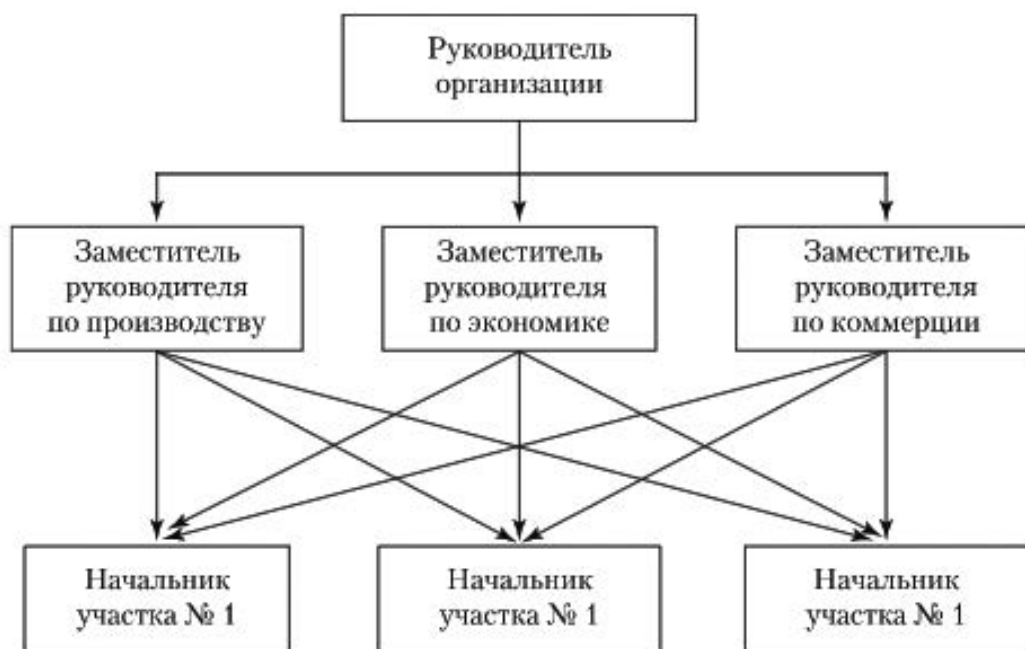 Руководитель
организации
Заместитель
руководителя
по производству
Заместитель
руководителя
по экономике
Заместитель
руководителя
по коммерции
Начальник
участка № 1
Начальник
участка № 1
Начальник
участка № 1